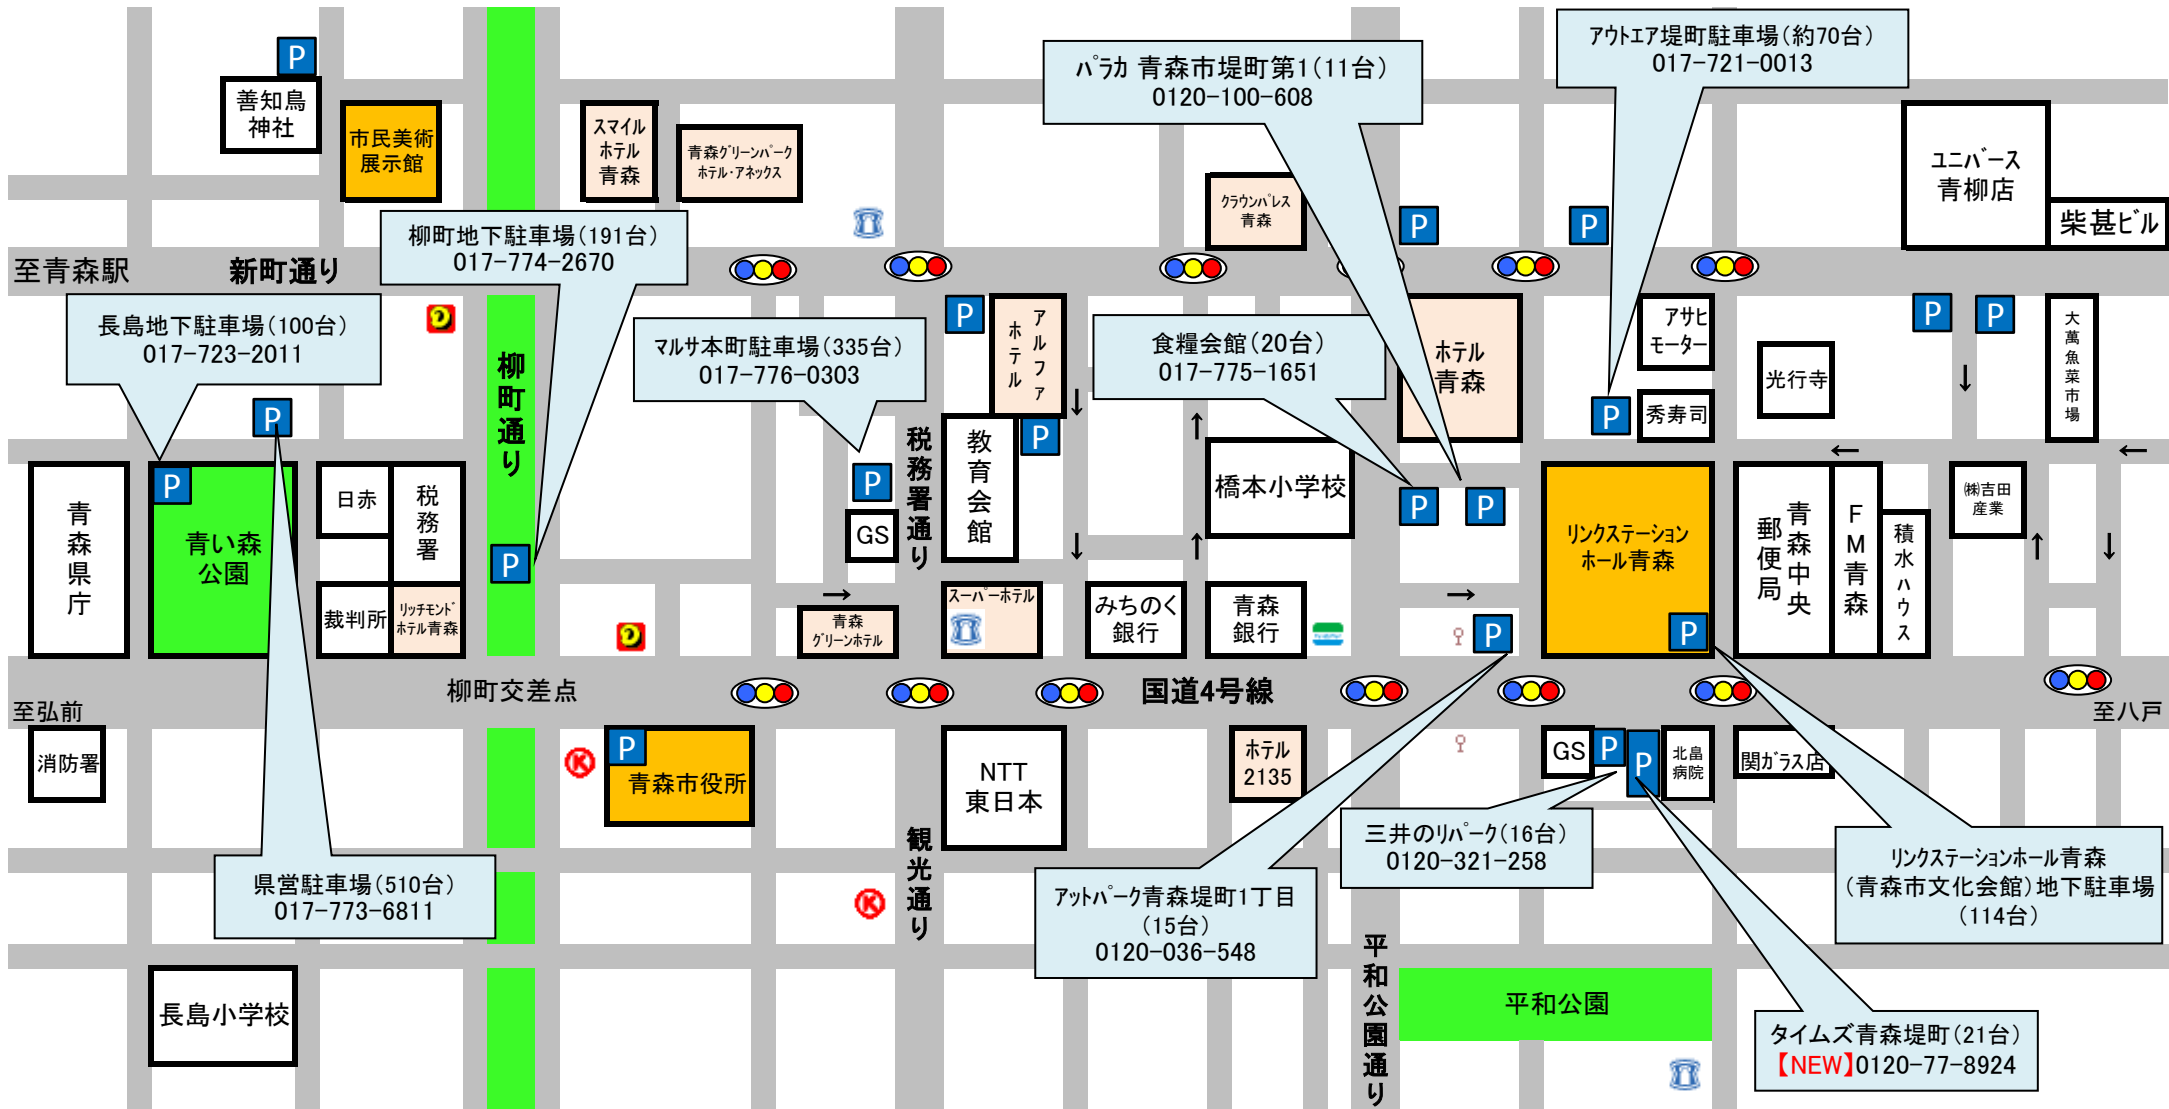 P
善知鳥
神社
市民美術
展示館
スマイル
ホテル
青森
青森グリーンパーク
ホテル・アネックス
パラカ 青森市堤町第1(11台)
0120-100-608
アウトエア堤町駐車場(約70台)
017-721-0013
ユニバース
青柳店
柴甚ビル
クラウンパレス
青森
P
P
柳町地下駐車場(191台)
017-774-2670
至青森駅
新町通り
長島地下駐車場(100台)
017-723-2011
マルサ本町駐車場(335台)
017-776-0303
P
アルファ
ホテル
食糧会館(20台)
017-775-1651
ホテル
青森
アサヒ
モーター
秀寿司
光行寺
P
P
大萬魚菜市場
↓
↓
↑
←
←
P
柳町通り
税務署通り
教育会館
P
P
橋本小学校
P
P
P
青森県庁
P
青い森
公園
日赤
税務署
裁判所
リッチモンド
ホテル青森
P
GS
→
青森
グリーンホテル
スーパーホテル
↓
↑
みちのく
銀行
青森
銀行
→
P
リンクステーション
ホール青森
P
青森中央
郵便局
FM青森
積水ハウス
㈱吉田
産業
↑
↓
柳町交差点
国道4号線
至弘前
至八戸
消防署
K
P
青森市役所
NTT
東日本
ホテル
2135
GS
P
P
北畠
病院
関ガラス店
県営駐車場(510台)
017-773-6811
K
観光通り
アットパーク青森堤町1丁目
(15台)
0120-036-548
三井のリパーク(16台)
0120-321-258
リンクステーションホール青森
(青森市文化会館)地下駐車場
(114台)
長島小学校
平和公園通り
平和公園
タイムズ青森堤町(21台)
【NEW】0120-77-8924